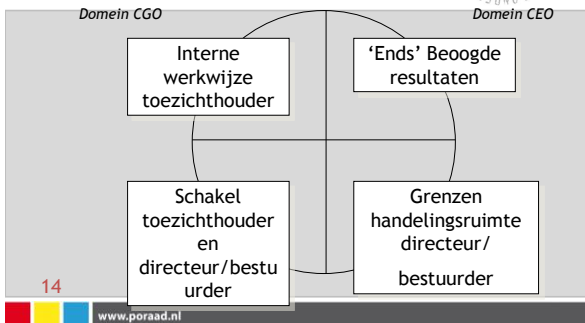 Domein CGO
Domein CEO
Interne
werkwijze
toezichthouder
‘Ends’ Beoogde
resultaten
Schakel
toezichthouder
en
directeur/bestu
urder
Grenzen
handelingsruimte
directeur/
bestuurder
14
www.poraad.nl